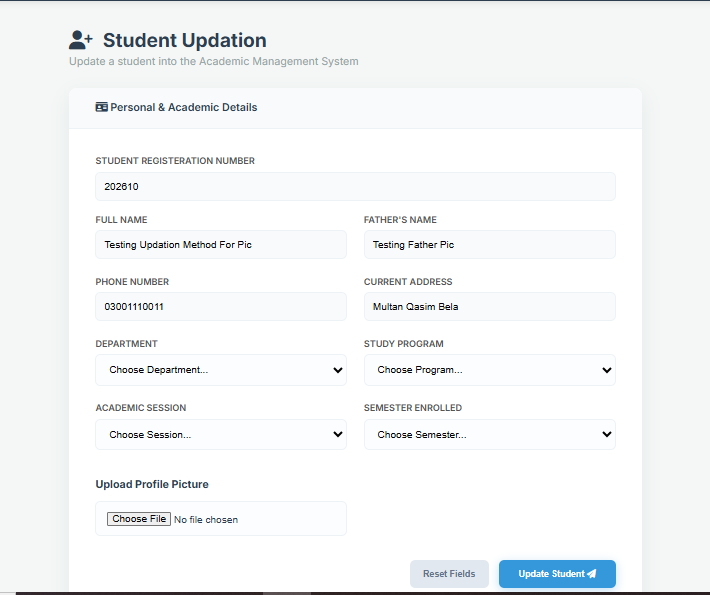 Student Updation
Update a student into the Academic Management System
Personal & Academic Details
STUDENT REGISTERATION NUMBER
202610
FULL NAME
FATHER'S NAME
Testing Updation Method For Pic
Testing Father Pic
PHONE NUMBER
CURRENT ADDRESS
03001110011
Multan Qasim Bela
DEPARTMENT
STUDY PROGRAM
Choose Department...
Choose Program...
ACADEMIC SESSION
SEMESTER ENROLLED
Choose Session...
Choose Semester...
Upload Profile Picture
Choose File No file chosen
Reset Fields
Update Student